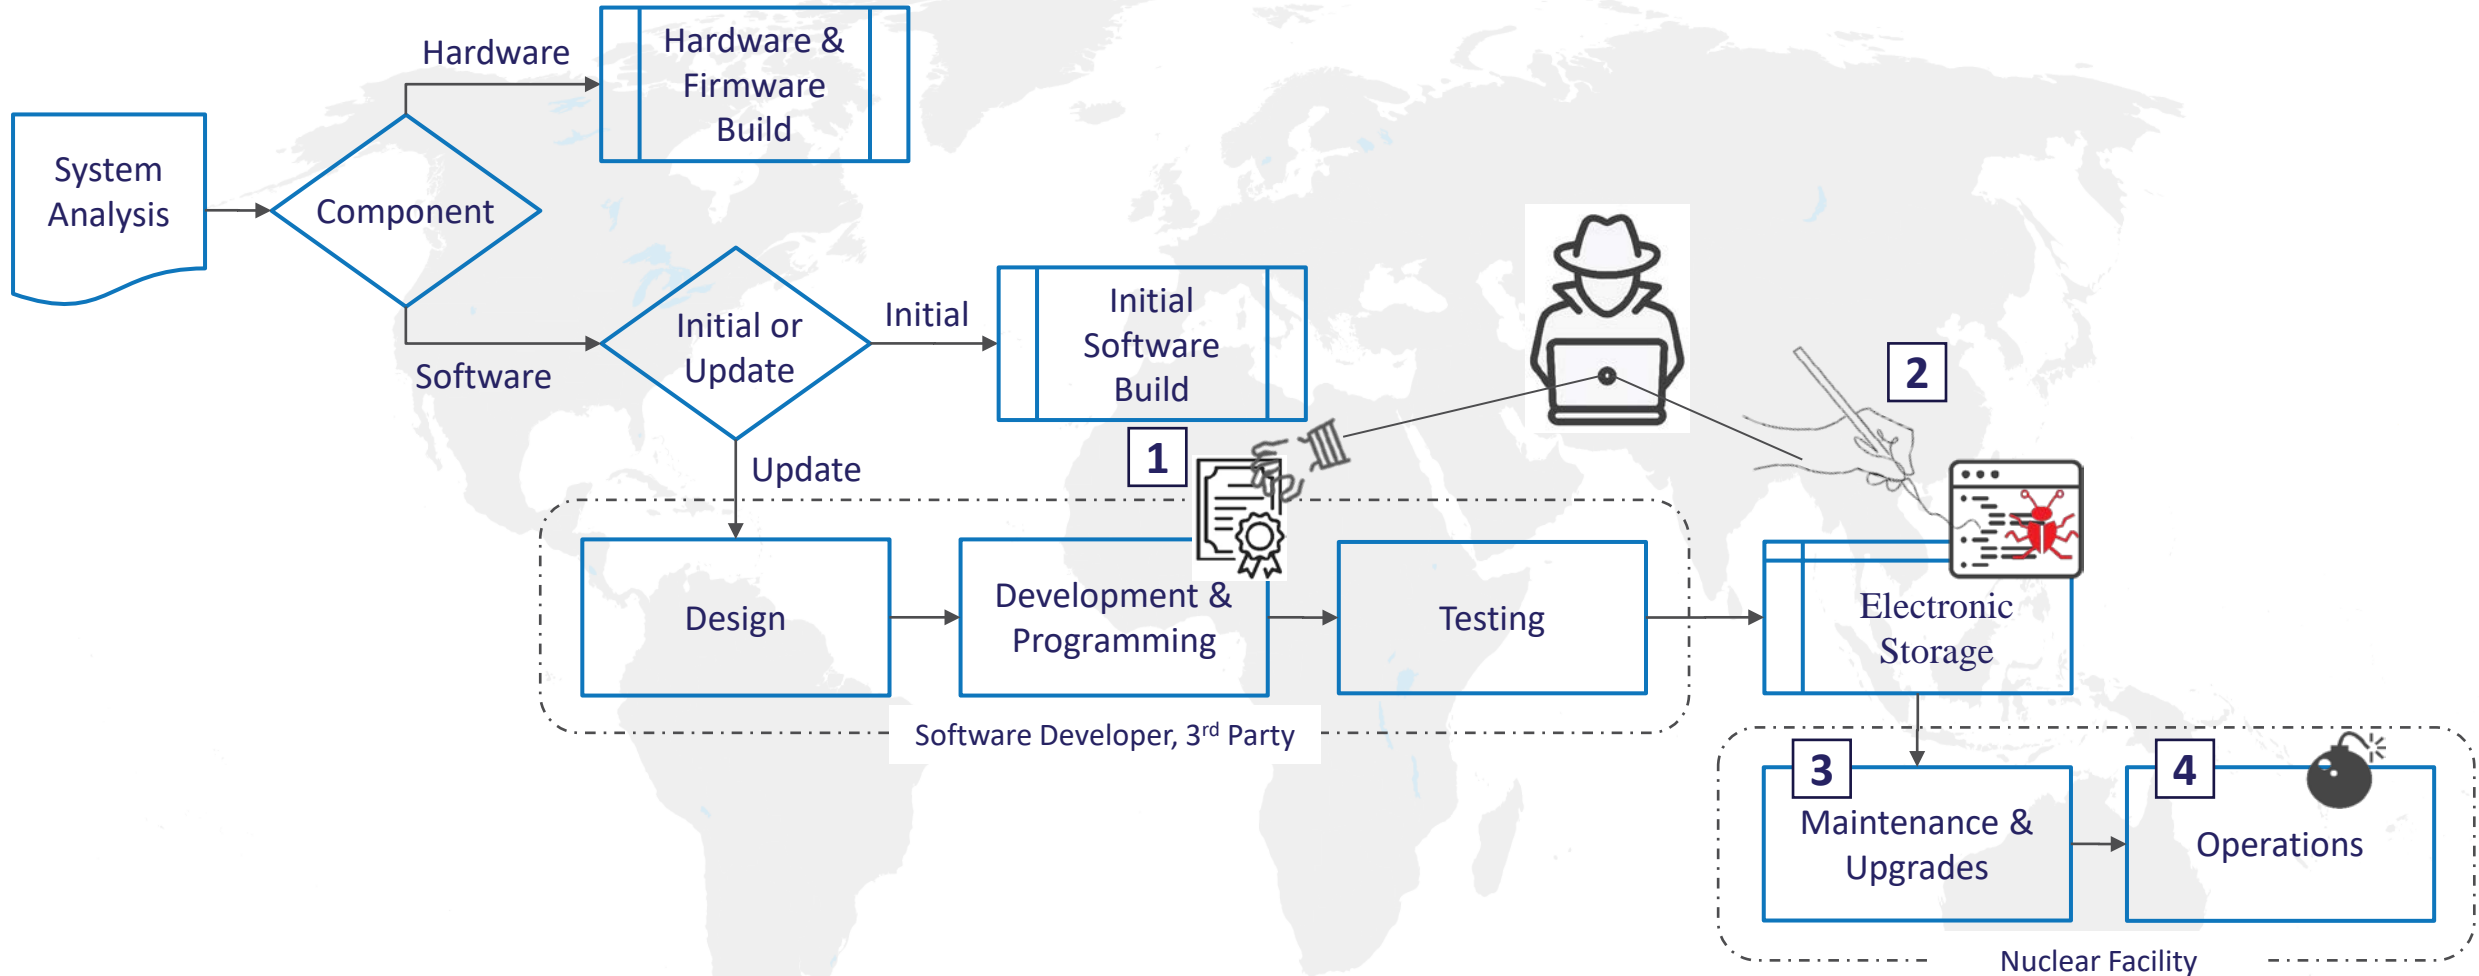 Hardware
Hardware &
Firmware
Build
System
Analysis
Component
Software
Initial or
Update
Initial
Initial
Software
Build
Update
1
2
Design
Development &
Programming
Testing
Electronic
Storage
Software Developer, 3rd Party
3
Maintenance &
Upgrades
4
Operations
Nuclear Facility